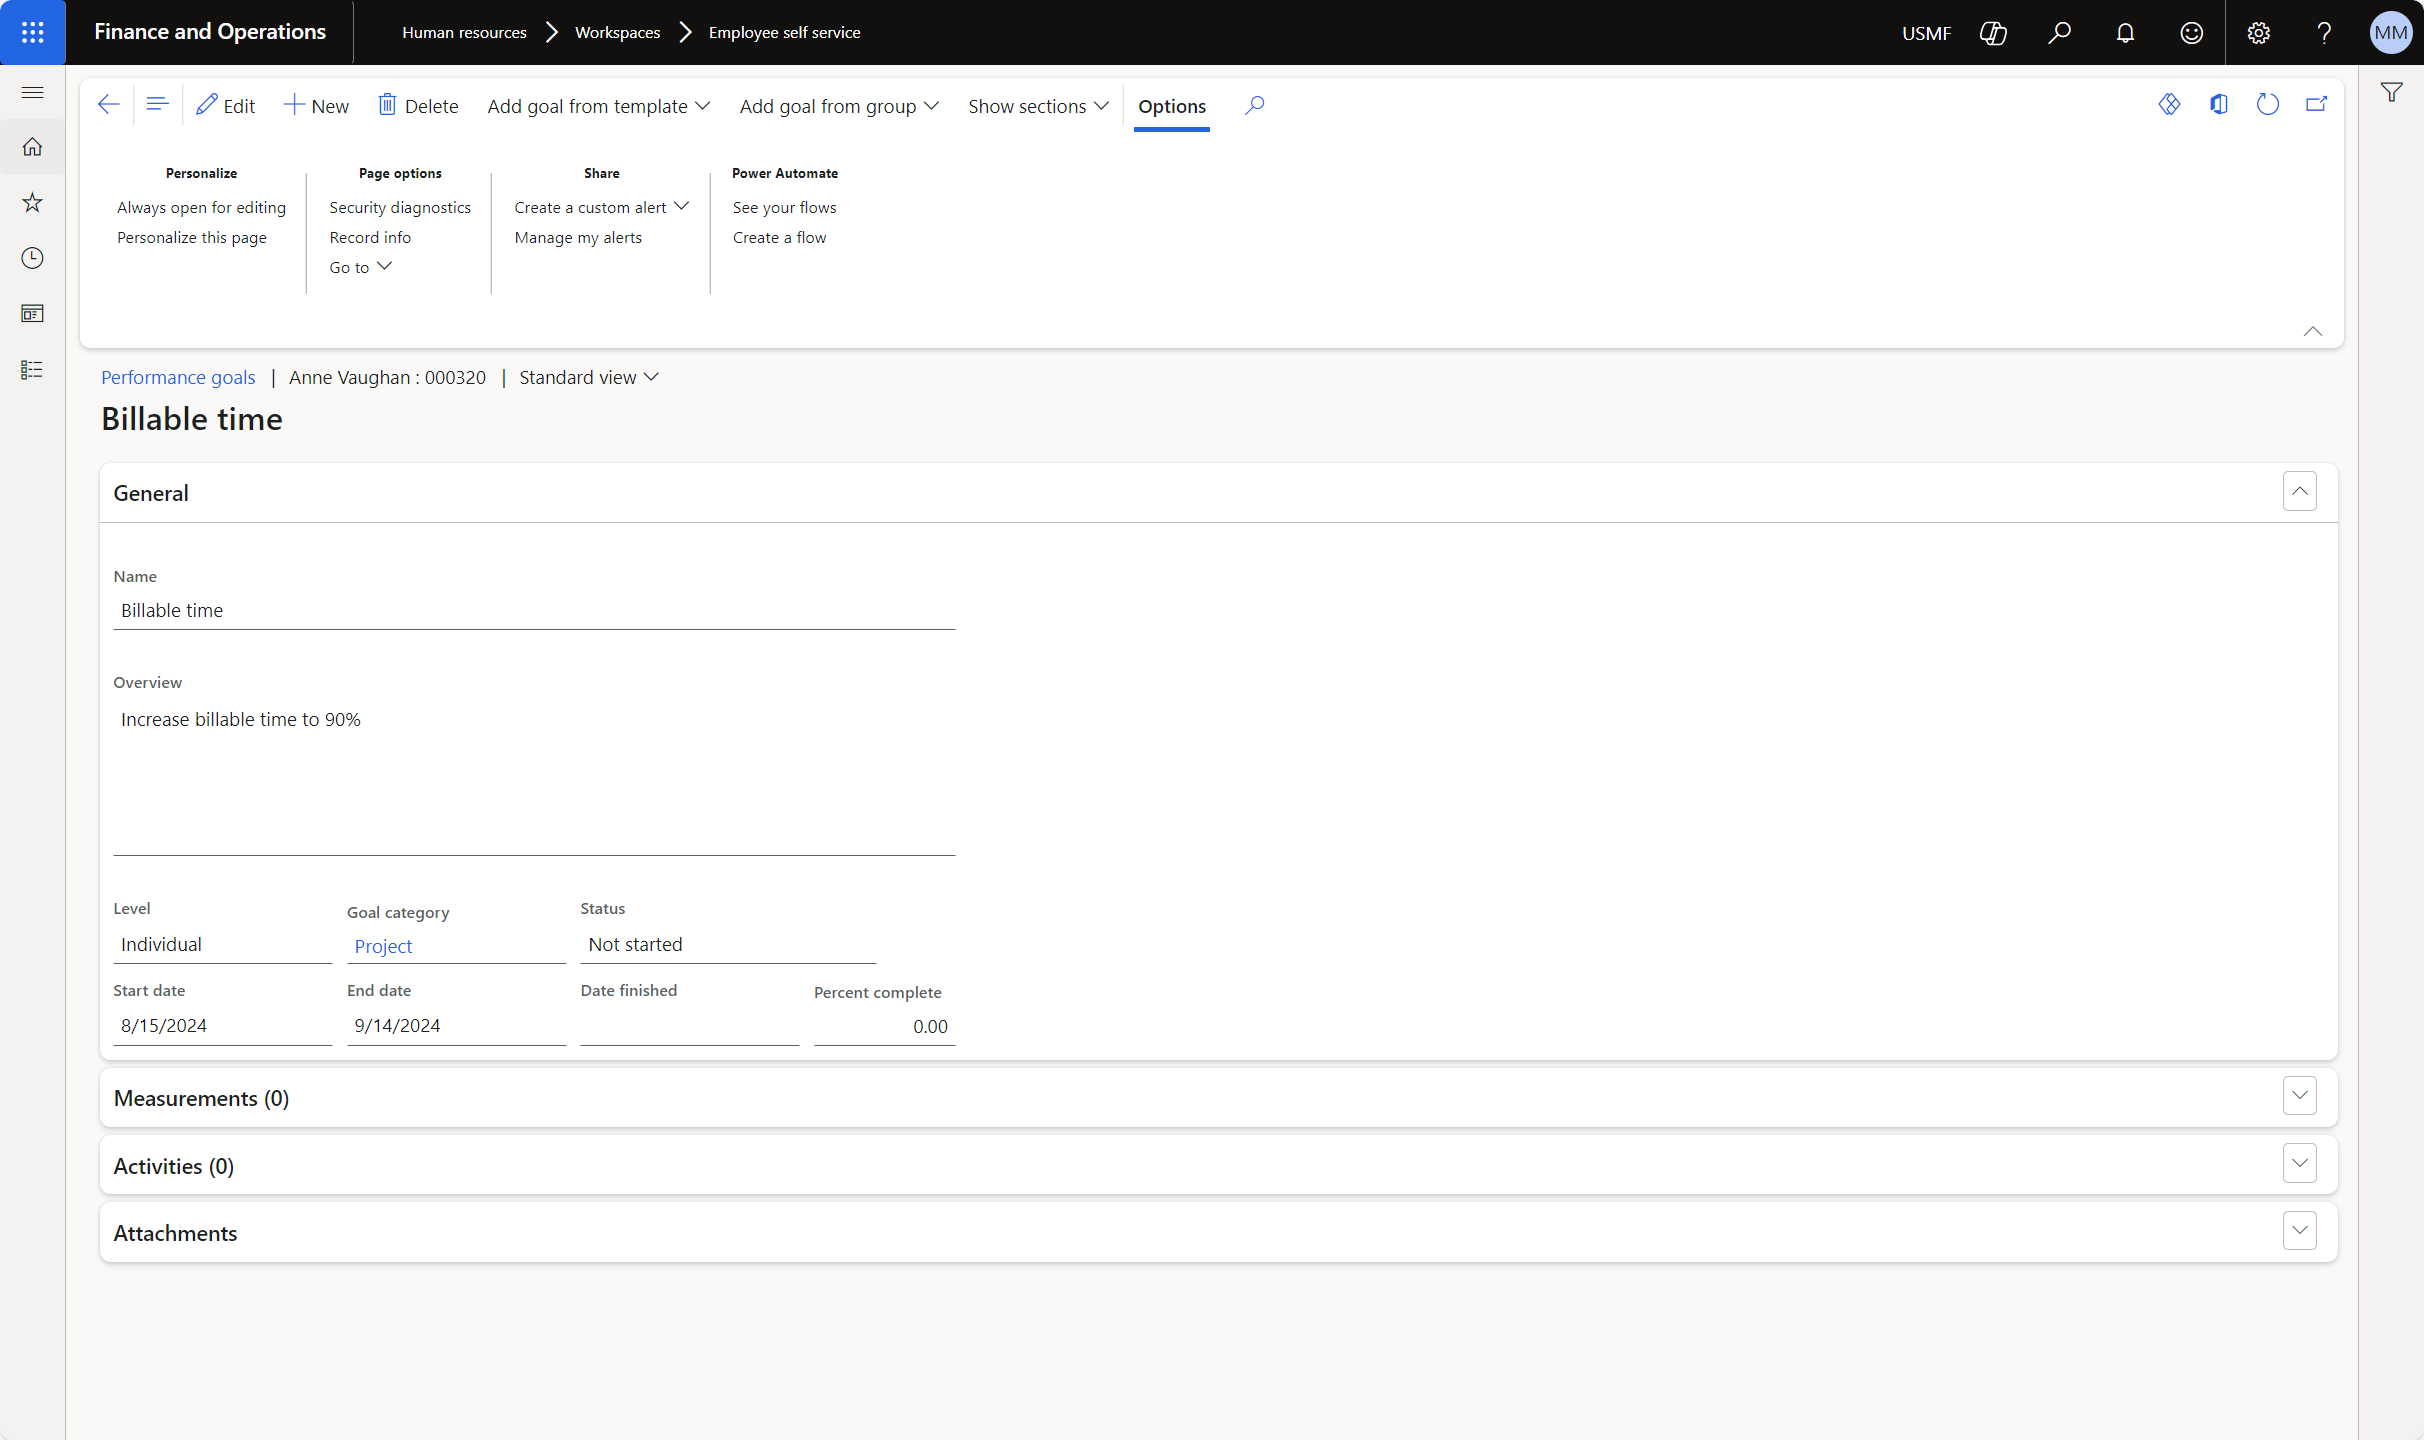 Finance and Operations
Human resources > Workspaces > Employee self service
USMF
MM
Edit New Delete Add goal from template Add goal from group Show sections Options
Personalize
Always open for editing
Personalize this page
Page options
Security diagnostics
Record info
Go to
Share
Create a custom alert
Manage my alerts
Power Automate
See your flows
Create a flow
Performance goals | Anne Vaughan : 000320 | Standard view
Billable time
General
Name
Billable time
Overview
Increase billable time to 90%
Level
Individual
Goal category
Project
Status
Not started
Start date
8/15/2024
End date
9/14/2024
Date finished
Percent complete
0.00
Measurements (0)
Activities (0)
Attachments